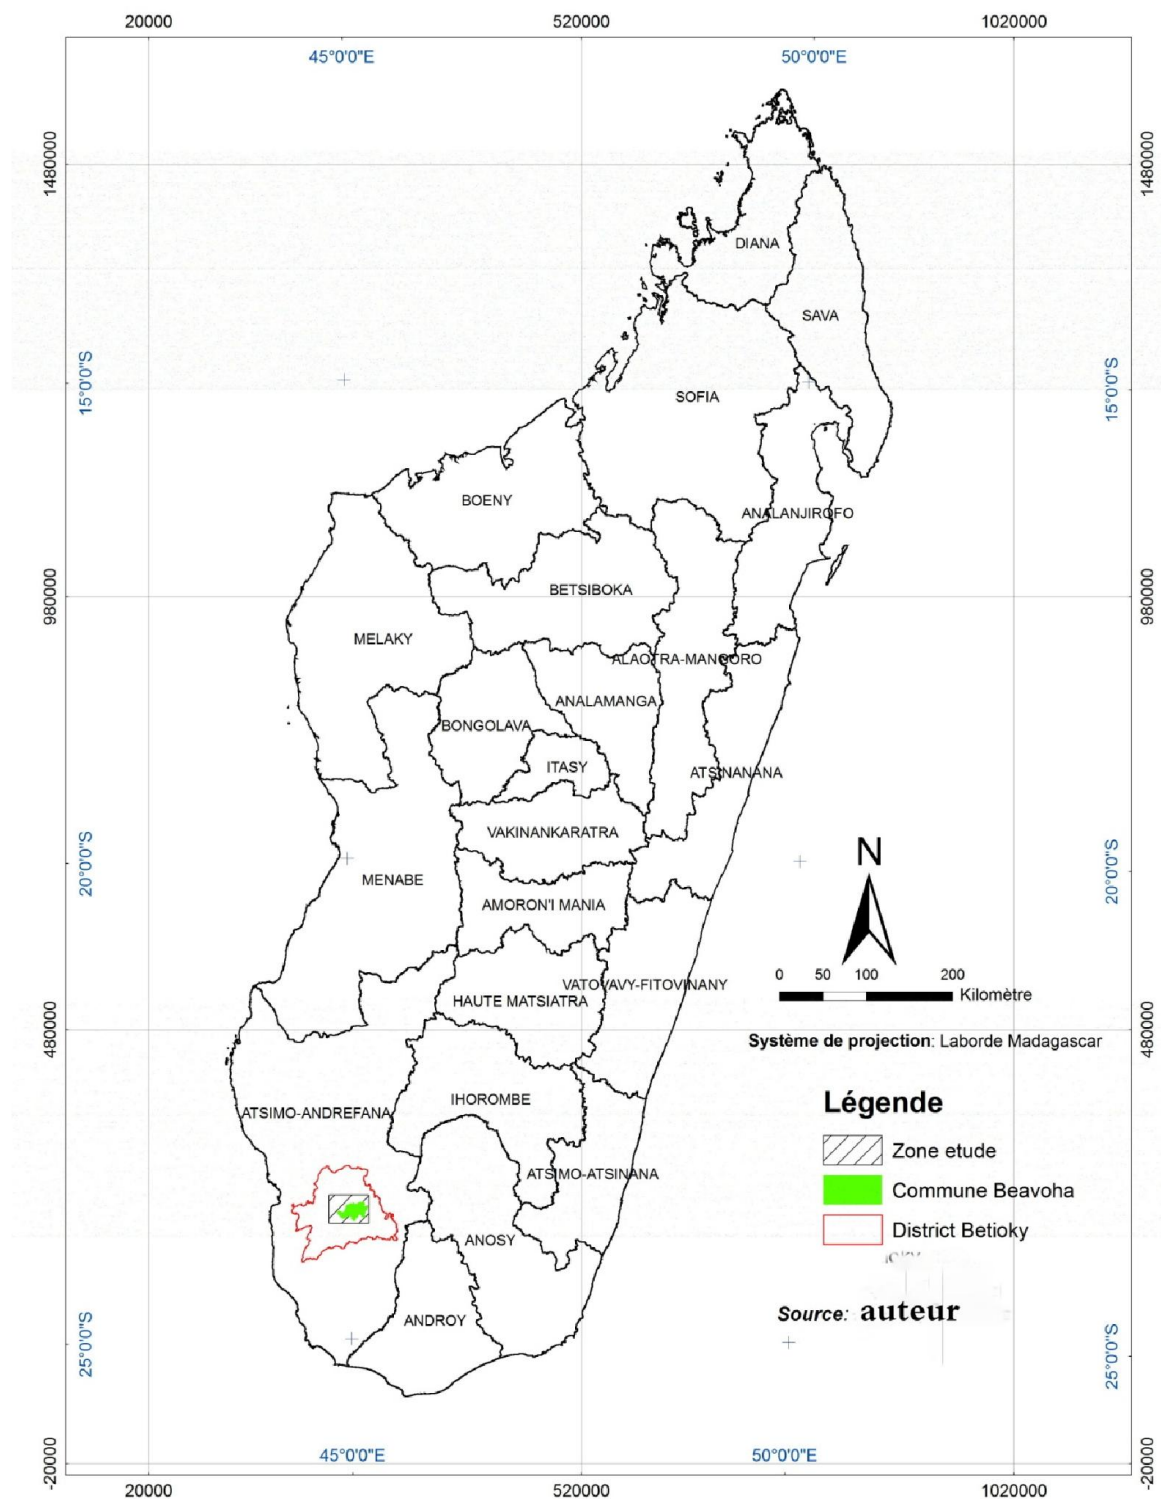 20000 520000 1020000
45°0'0"E 50°0'0"E
1480000 1480000
DIANA
SAVA
15°0'0"S 15°0'0"S
SOFIA
BOENY
ANALANJIROFO
980000 980000
BETSIBOKA
MELAKY
ALAOTRA-MANGORO
ANALAMANGA
BONGOLAVA
ITASY
ATSINANANA
VAKINANKARATRA
20°0'0"S 20°0'0"S
MENABE
N
AMORON'I MANIA
0 50 100 200
Kilomètre
VATOVAVY-FITOVINANY
HAUTE MATSIATRA
480000 480000
Système de projection: Laborde Madagascar
IHOROMBE
ATSIMO-ANDREFANA
Légende
Zone etude
ATSIMO-ATSINANA
Commune Beavoha
District Betioky
ANOSY
Source: auteur
ANDROY
25°0'0"S 25°0'0"S
45°0'0"E 50°0'0"E
-20000 -20000
20000 520000 1020000